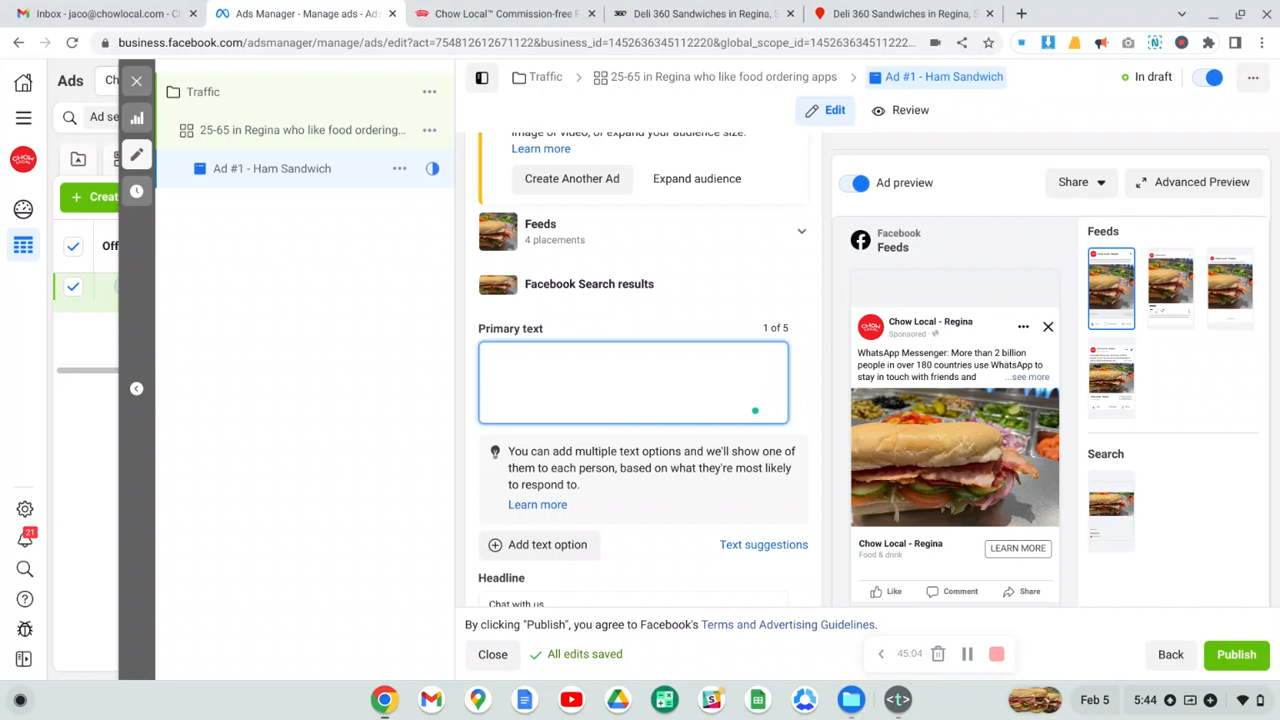 Inbox - jaco@chowlocal.com - C
Ads Manager - Manage ads - Ads
Chow Local™ Commission-free F
Deli 360 Sandwiches in Regina, S
Deli 360 Sandwiches in Regina, S
business.facebook.com/adsmanager/manage/ads/edit?act=754812612671122&business_id=1452636345112220&global_scope_id=14526363451122 2...
Ads
Ch
Ads se
Creat
Off
21
Traffic
25-65 in Regina who like food ordering...
Ad #1 - Ham Sandwich
Traffic
25-65 in Regina who like food ordering apps
Ad #1 - Ham Sandwich
In draft
Edit
Review
image or video, or expand your audience size.
Learn more
Create Another Ad
Expand audience
Feeds
4 placements
Facebook Search results
Primary text
1 of 5
You can add multiple text options and we'll show one of
them to each person, based on what they're most likely
to respond to.
Learn more
Add text option
Text suggestions
Headline
Chat with us
Ad preview
Share
Advanced Preview
Facebook
Feeds
Chow Local - Regina
Sponsored
WhatsApp Messenger: More than 2 billion
people in over 180 countries use WhatsApp to
stay in touch with friends and ...see more
Chow Local - Regina
Food & drink
LEARN MORE
Like
Comment
Share
Feeds
Search
By clicking "Publish", you agree to Facebook's Terms and Advertising Guidelines.
Close
All edits saved
45:04
Back
Publish
Feb 5
5:44